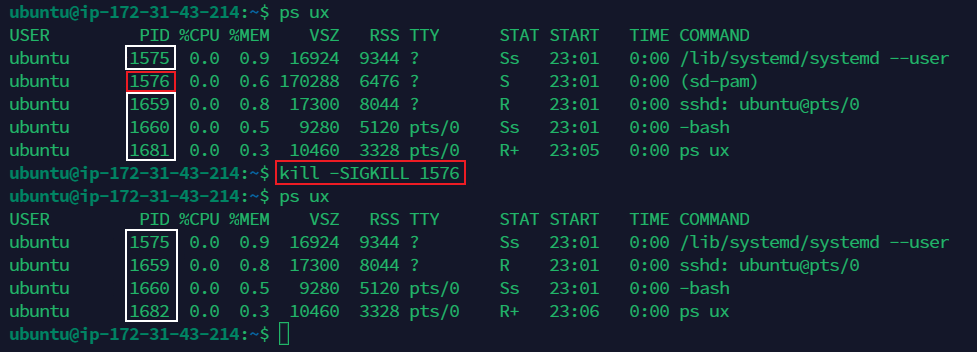 ubuntu@ip-172-31-43-214:~$ ps ux
USER PID %CPU %MEM VSZ RSS TTY STAT START TIME COMMAND
ubuntu 1575 0.0 0.9 16924 9344 ? Ss 23:01 0:00 /lib/systemd/systemd --user
ubuntu 1576 0.0 0.6 170288 6476 ? S 23:01 0:00 (sd-pam)
ubuntu 1659 0.0 0.8 17300 8044 ? R 23:01 0:00 sshd: ubuntu@pts/0
ubuntu 1660 0.0 0.5 9280 5120 pts/0 Ss 23:01 0:00 -bash
ubuntu 1681 0.0 0.3 10460 3328 pts/0 R+ 23:05 0:00 ps ux
ubuntu@ip-172-31-43-214:~$ kill -SIGKILL 1576
ubuntu@ip-172-31-43-214:~$ ps ux
USER PID %CPU %MEM VSZ RSS TTY STAT START TIME COMMAND
ubuntu 1575 0.0 0.9 16924 9344 ? Ss 23:01 0:00 /lib/systemd/systemd --user
ubuntu 1659 0.0 0.8 17300 8044 ? R 23:01 0:00 sshd: ubuntu@pts/0
ubuntu 1660 0.0 0.5 9280 5120 pts/0 Ss 23:01 0:00 -bash
ubuntu 1682 0.0 0.3 10460 3328 pts/0 R+ 23:06 0:00 ps ux
ubuntu@ip-172-31-43-214:~$